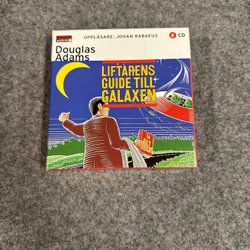 UPPLÄSARE: JOHAN RABAEUS
6 CD
Douglas
Adams
LIFTARENS
GUIDE TILL
GALAXEN